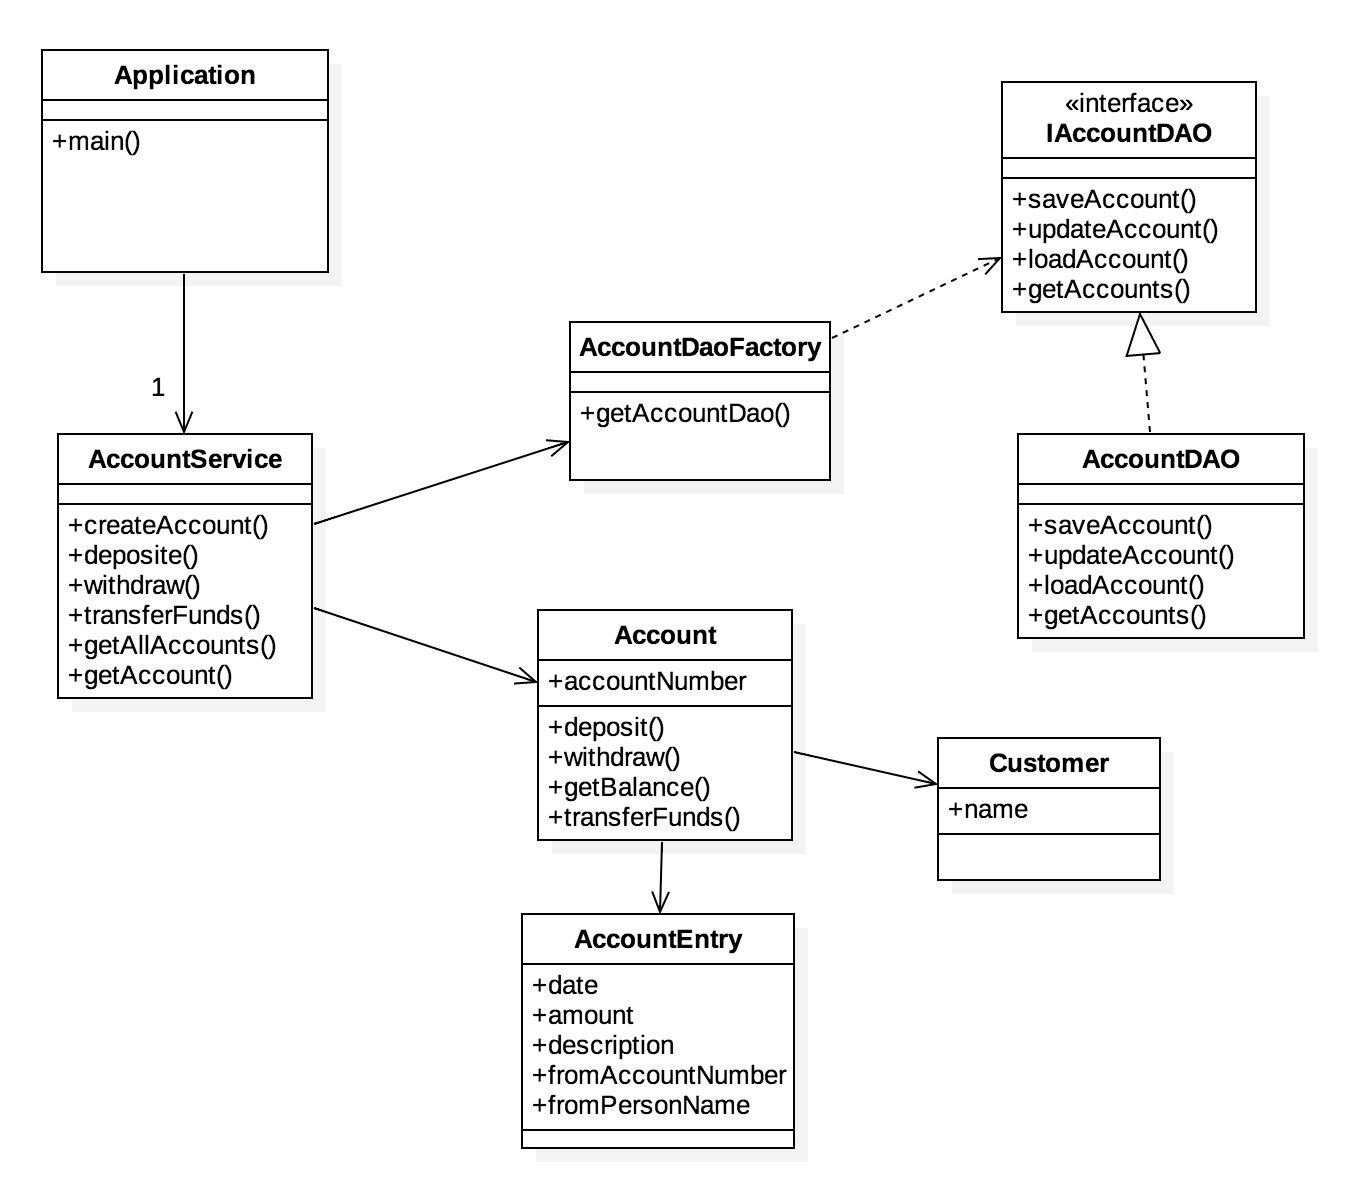 Application
+main()
1
AccountService
+createAccount()
+deposite()
+withdraw()
+transferFunds()
+getAllAccounts()
+getAccount()
AccountDaoFactory
+getAccountDao()
«interface»
IAccountDAO
+saveAccount()
+updateAccount()
+loadAccount()
+getAccounts()
AccountDAO
+saveAccount()
+updateAccount()
+loadAccount()
+getAccounts()
Account
+accountNumber
+deposit()
+withdraw()
+getBalance()
+transferFunds()
Customer
+name
AccountEntry
+date
+amount
+description
+fromAccountNumber
+fromPersonName